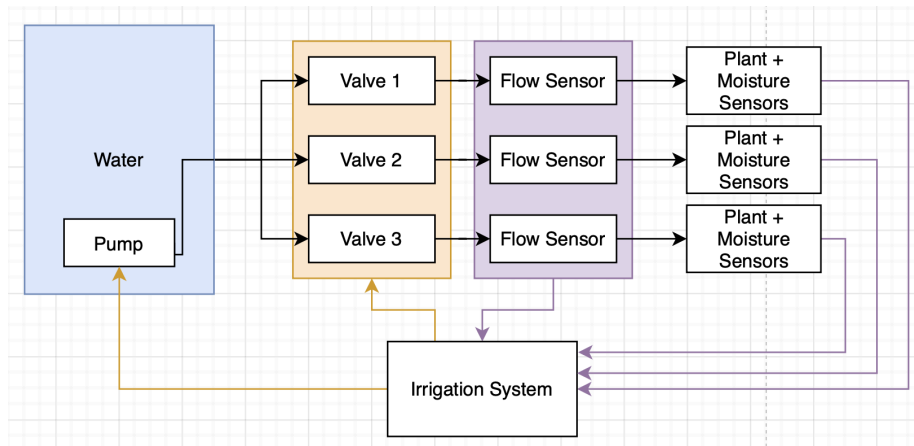 Water
Pump
Valve 1
Flow Sensor
Plant +
Moisture
Sensors
Valve 2
Flow Sensor
Plant +
Moisture
Sensors
Valve 3
Flow Sensor
Plant +
Moisture
Sensors
Irrigation System